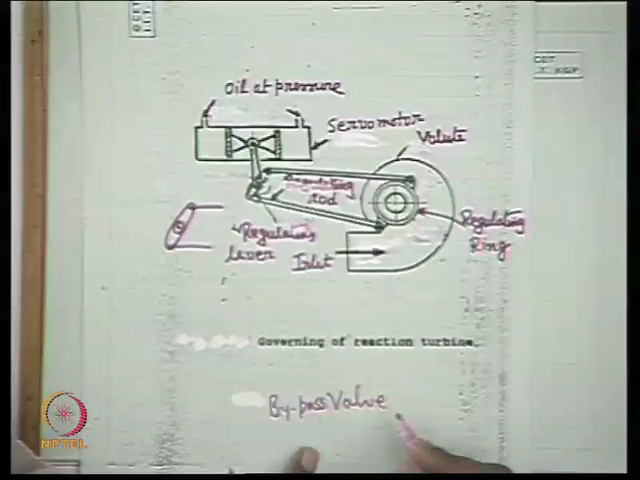 Oil at pressure
Servomotor
Volute
Regulating
rod
Regulating
lever
Inlet
Regulating
Ring
Governing of reaction turbine.
By-pass Valve
NPTEL